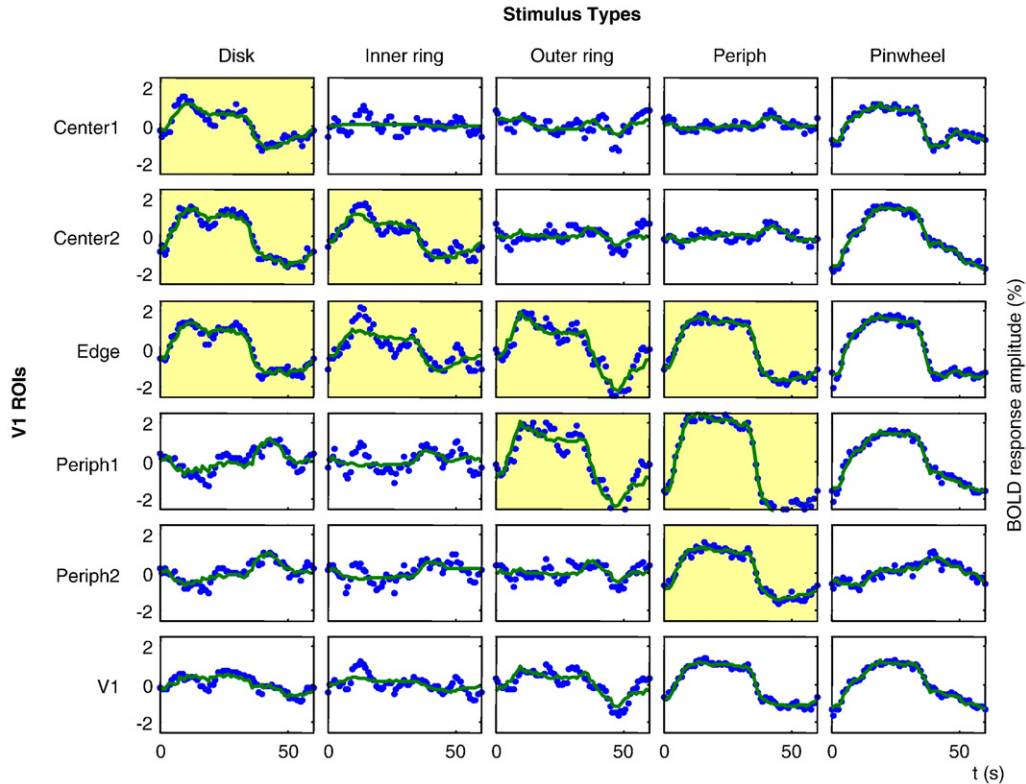 Stimulus Types
Disk Inner ring Outer ring Periph Pinwheel
2
Center1 0
-2
2
Center2 0
-2
2
Edge 0
-2
2
Periph1 0
-2
2
Periph2 0
-2
2
V1 0
-2
0 50 0 50 0 50 0 50 0 50
t (s)
V1 ROIs
BOLD response amplitude (%)